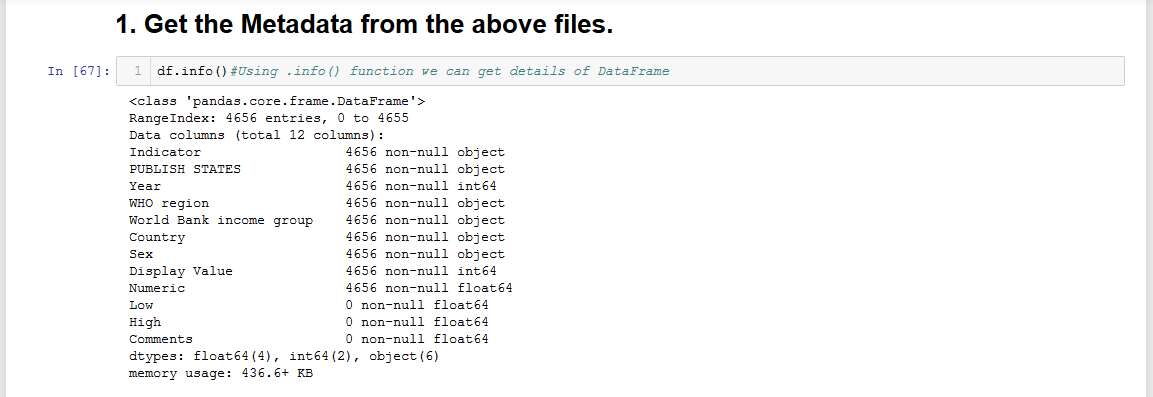 1. Get the Metadata from the above files.
In [67]: 1 df.info()#Using .info() function we can get details of DataFrame
<class 'pandas.core.frame.DataFrame'>
RangeIndex: 4656 entries, 0 to 4655
Data columns (total 12 columns):
Indicator 4656 non-null object
PUBLISH STATES 4656 non-null object
Year 4656 non-null int64
WHO region 4656 non-null object
World Bank income group 4656 non-null object
Country 4656 non-null object
Sex 4656 non-null object
Display Value 4656 non-null int64
Numeric 4656 non-null float64
Low 0 non-null float64
High 0 non-null float64
Comments 0 non-null float64
dtypes: float64(4), int64(2), object(6)
memory usage: 436.6+ KB